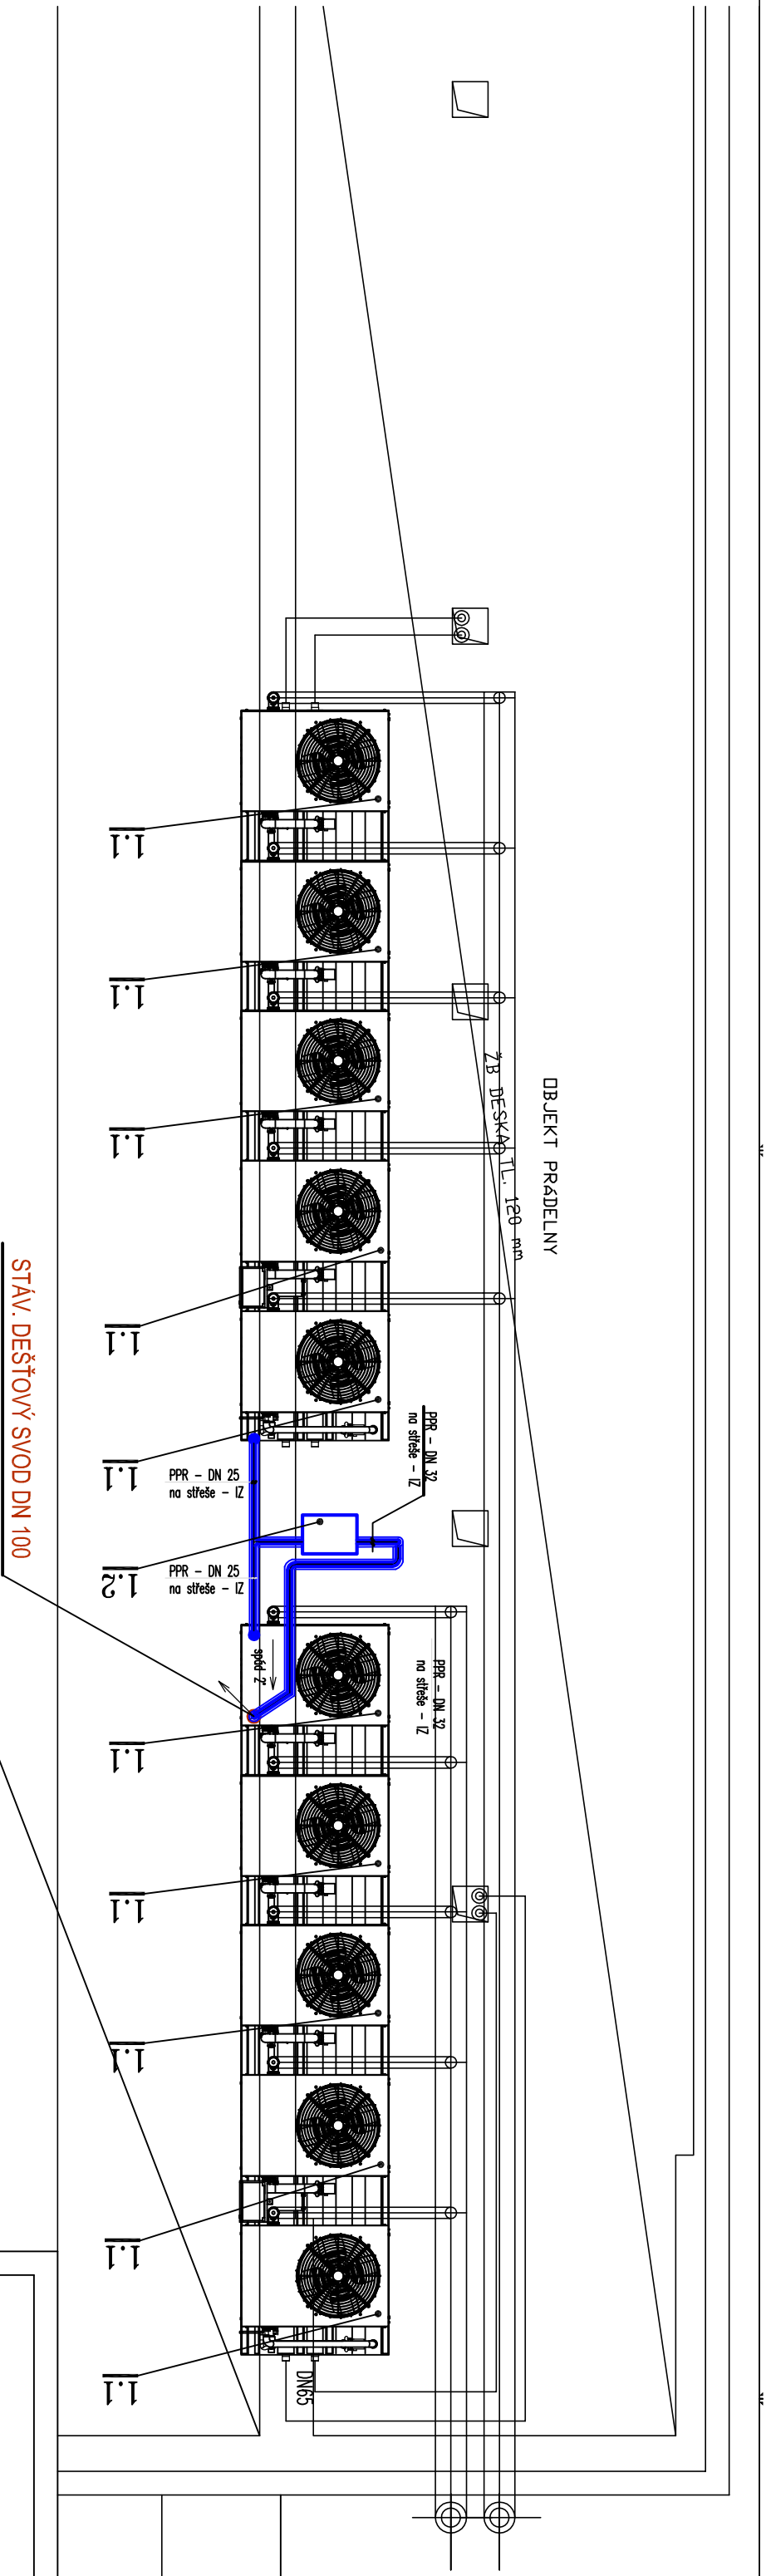 1.1
1.1
1.1
OBJEKT PRÁDELNY
ŽB DESKA TL. 120 mm
1.1
1.1
STÁV. DEŠŤOVÝ SVOD DN 100
PPR - DN 32
na střeše - IZ
PPR - DN 25
na střeše - IZ
1.2
PPR - DN 25
na střeše - IZ
spád 2°
PPR - DN 32
na střeše - IZ
1.1
1.1
1.1
1.1
1.1
DN65